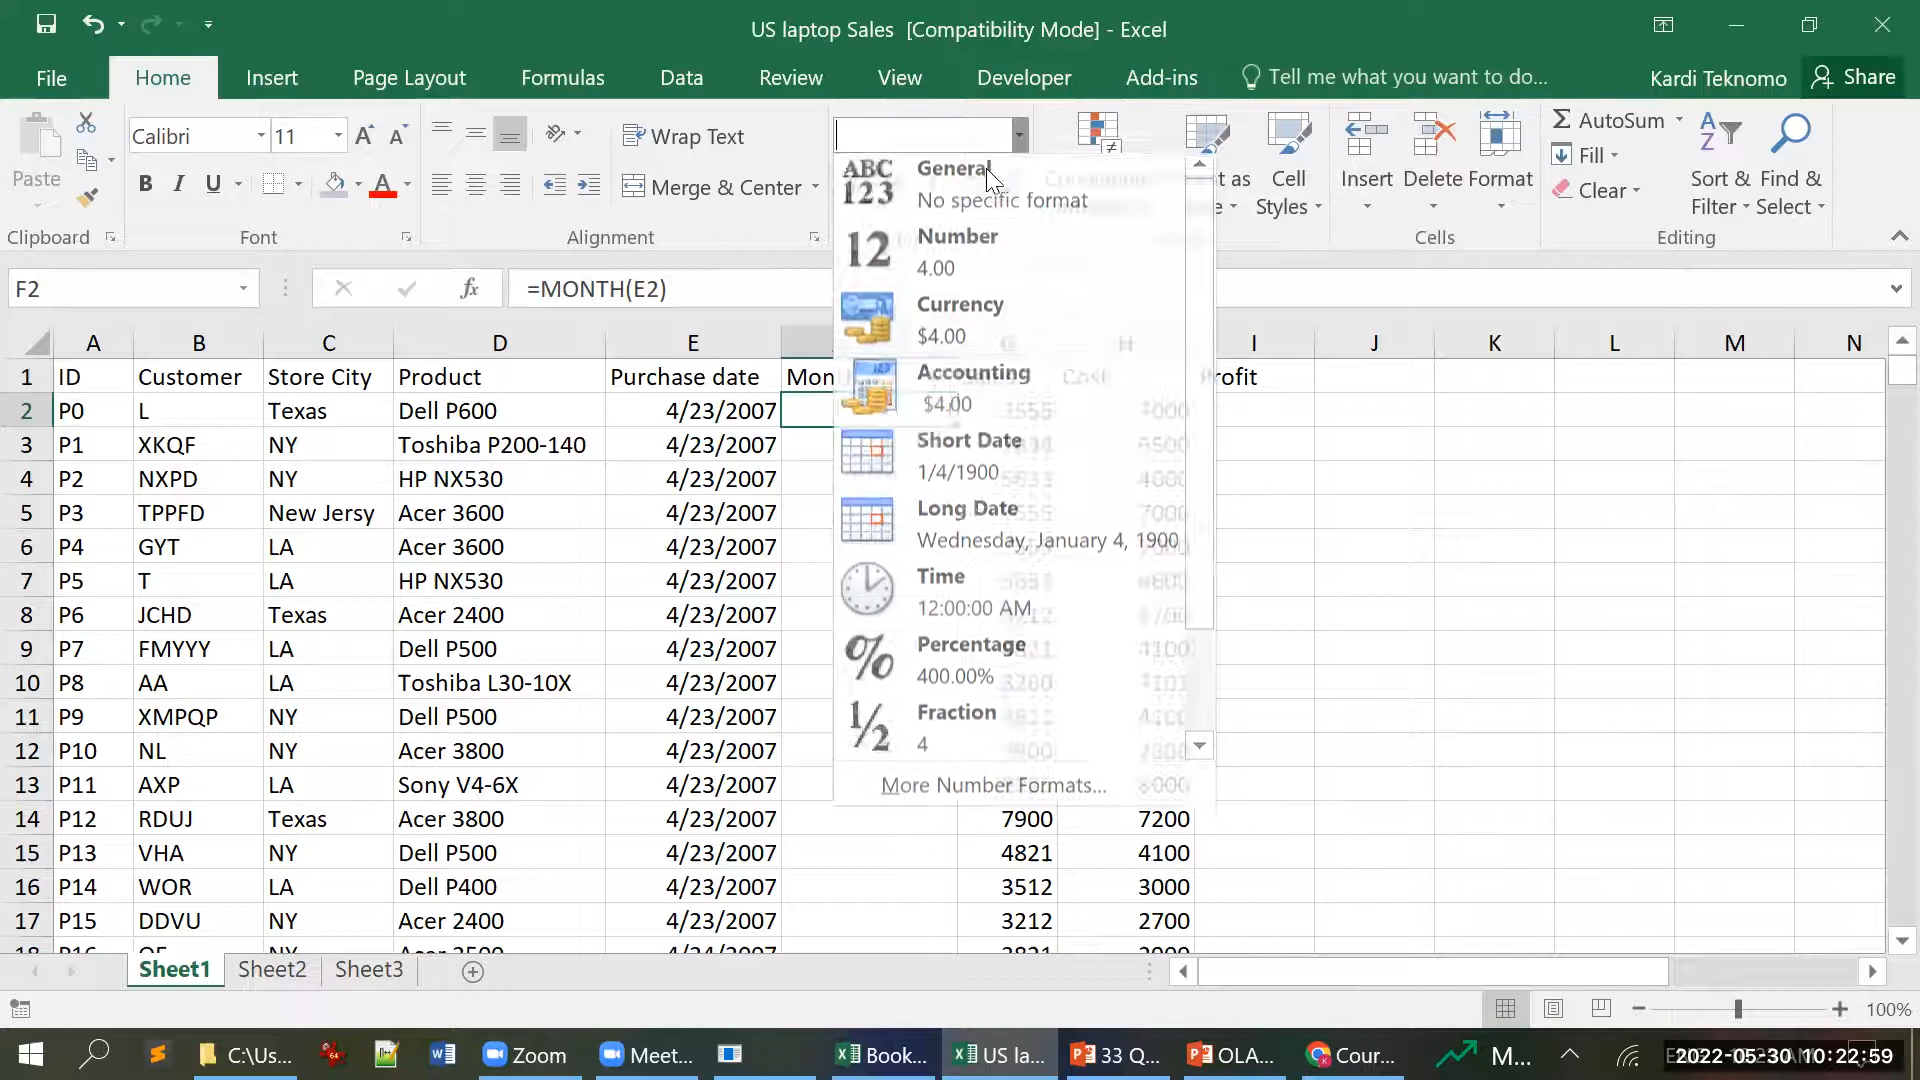 US laptop Sales [Compatibility Mode] - Excel
File Home Insert Page Layout Formulas Data Review View Developer Add-ins Tell me what you want to do... Kardi Teknomo Share
Paste Calibri 11 Wrap Text Merge & Center
Cell Styles Insert Delete Format AutoSum Fill Clear Sort & Filter Find & Select
Clipboard Font Alignment Cells Editing
ABC 123 General
No specific format
12 Number
4.00
Currency
$4.00
Accounting
$4.00
Short Date
1/4/1900
Long Date
Wednesday, January 4, 1900
Time
12:00:00 AM
% Percentage
400.00%
1/2 Fraction
4
More Number Formats...
F2 fx =MONTH(E2)
A B C D E I J K L M N
1 ID Customer Store City Product Purchase date
2 P0 L Texas Dell P600 4/23/2007
3 P1 XKQF NY Toshiba P200-140 4/23/2007
4 P2 NXPD NY HP NX530 4/23/2007
5 P3 TPPFD New Jersy Acer 3600 4/23/2007
6 P4 GYT LA Acer 3600 4/23/2007
7 P5 T LA HP NX530 4/23/2007
8 P6 JCHD Texas Acer 2400 4/23/2007
9 P7 FMYYY LA Dell P500 4/23/2007
10 P8 AA LA Toshiba L30-10X 4/23/2007
11 P9 XMPQP NY Dell P500 4/23/2007
12 P10 NL NY Acer 3800 4/23/2007
13 P11 AXP LA Sony V4-6X 4/23/2007
14 P12 RDUJ Texas Acer 3800 4/23/2007 7900 7200
15 P13 VHA NY Dell P500 4/23/2007 4821 4100
16 P14 WOR LA Dell P400 4/23/2007 3512 3000
17 P15 DDVU NY Acer 2400 4/23/2007 3212 2700
Sheet1 Sheet2 Sheet3
100%
C:\Us... Zoom Meet... Book... US la... 33 Q... OLA... Cour... M... 2022-05-30 10:22:59